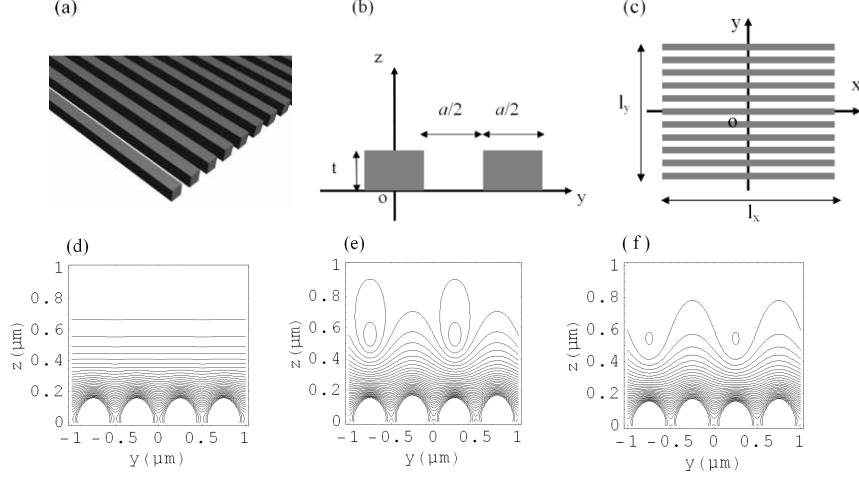 (a)
(b)
(c)
z
a/2
a/2
t
o
y
y
x
o
l_y
l_x
(d)
(e)
(f)
1
0.8
0.6
0.4
0.2
0
z(μm)
-1 -0.5 0 0.5 1
y(μm)
1
0.8
0.6
0.4
0.2
0
z(μm)
-1 -0.5 0 0.5 1
y(μm)
1
0.8
0.6
0.4
0.2
0
z(μm)
-1 -0.5 0 0.5 1
y(μm)